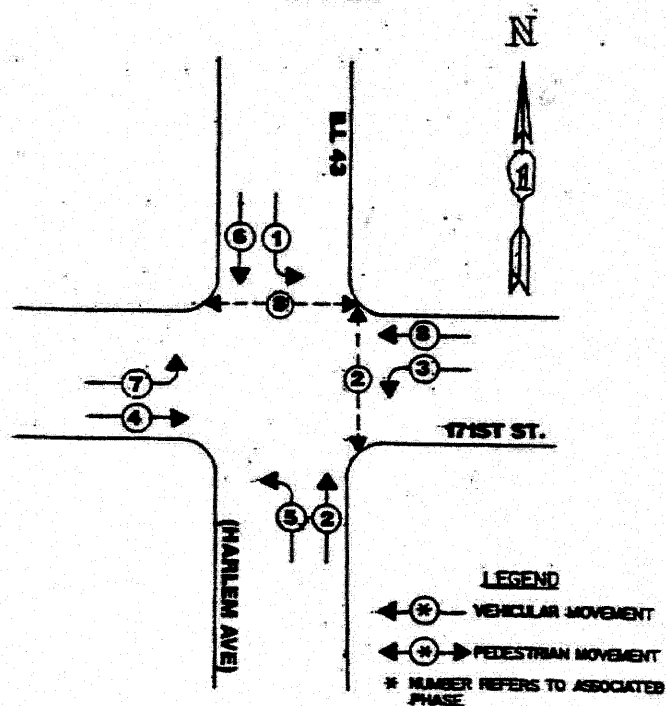 N
ILL 43
1
6 1
8
8
2
3
7
4
171ST ST.
5 2
(HARLEM AVE)
LEGEND
* VEHICULAR MOVEMENT
* PEDESTRIAN MOVEMENT
* NUMBER REFERS TO ASSOCIATED
PHASE